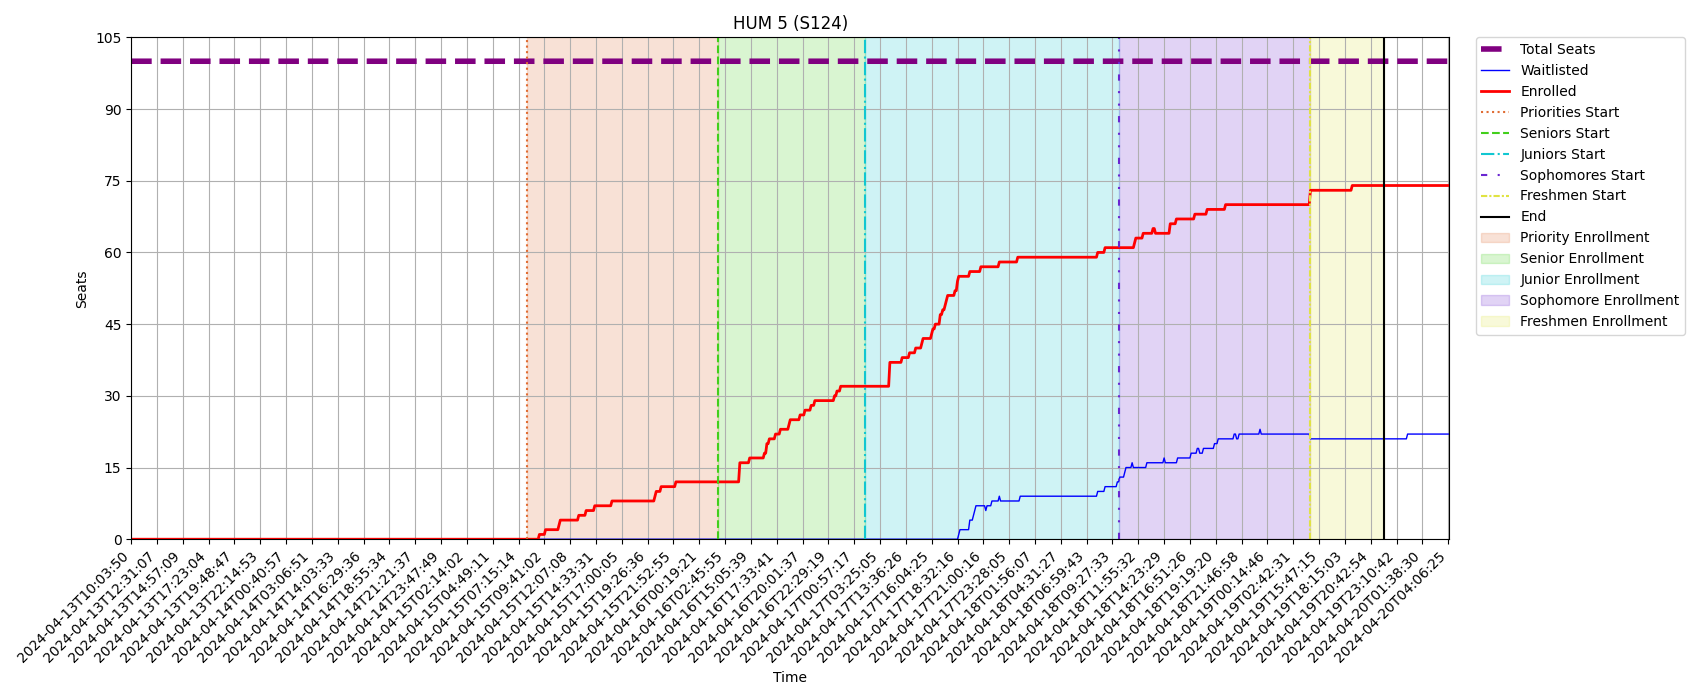 HUM 5 (S124)
105
90
75
60
45
30
15
0
Seats
2024-04-13T10:03:50
2024-04-13T12:31:07
2024-04-13T14:57:09
2024-04-13T17:23:04
2024-04-13T19:48:47
2024-04-13T22:14:53
2024-04-14T00:40:57
2024-04-14T03:06:51
2024-04-14T14:03:33
2024-04-14T16:29:36
2024-04-14T18:55:34
2024-04-14T21:21:37
2024-04-14T23:47:49
2024-04-15T02:14:02
2024-04-15T04:49:11
2024-04-15T07:15:14
2024-04-15T09:41:02
2024-04-15T12:07:08
2024-04-15T14:33:31
2024-04-15T17:00:05
2024-04-15T19:26:36
2024-04-15T21:52:55
2024-04-16T00:19:21
2024-04-16T02:45:55
2024-04-16T15:05:39
2024-04-16T17:33:41
2024-04-16T20:01:37
2024-04-16T22:29:19
2024-04-17T00:57:17
2024-04-17T03:25:05
2024-04-17T13:36:26
2024-04-17T16:04:25
2024-04-17T18:32:16
2024-04-17T21:00:16
2024-04-17T23:28:05
2024-04-18T01:56:07
2024-04-18T04:31:27
2024-04-18T06:59:43
2024-04-18T09:27:33
2024-04-18T11:55:32
2024-04-18T14:23:29
2024-04-18T16:51:26
2024-04-18T19:19:20
2024-04-18T21:46:58
2024-04-19T00:14:46
2024-04-19T02:42:31
2024-04-19T15:47:15
2024-04-19T18:15:03
2024-04-19T20:42:54
2024-04-19T23:10:42
2024-04-20T01:38:30
2024-04-20T04:06:25
Time
Total Seats
Waitlisted
Enrolled
Priorities Start
Seniors Start
Juniors Start
Sophomores Start
Freshmen Start
End
Priority Enrollment
Senior Enrollment
Junior Enrollment
Sophomore Enrollment
Freshmen Enrollment